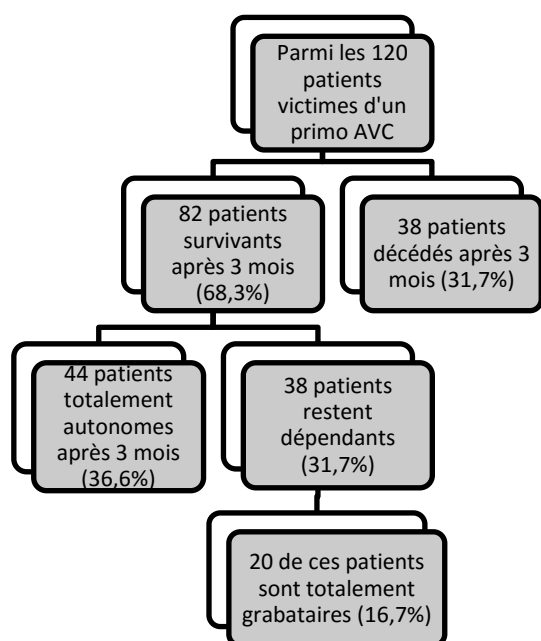 Parmi les 120
patients
victimes d'un
primo AVC
82 patients
survivants
après 3 mois
(68,3%)
38 patients
décédés après 3
mois (31,7%)
44 patients
totalement
autonomes
après 3 mois
(36,6%)
38 patients
restent
dépendants
(31,7%)
20 de ces patients
sont totalement
grabataires (16,7%)